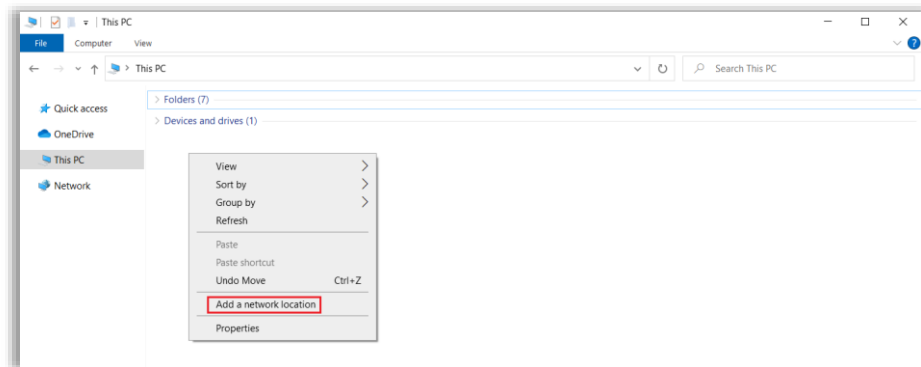 This PC
File Computer View
This PC
Search This PC
Quick access
OneDrive
This PC
Network
Folders (7)
Devices and drives (1)
View
Sort by
Group by
Refresh
Paste
Paste shortcut
Undo Move Ctrl+Z
Add a network location
Properties